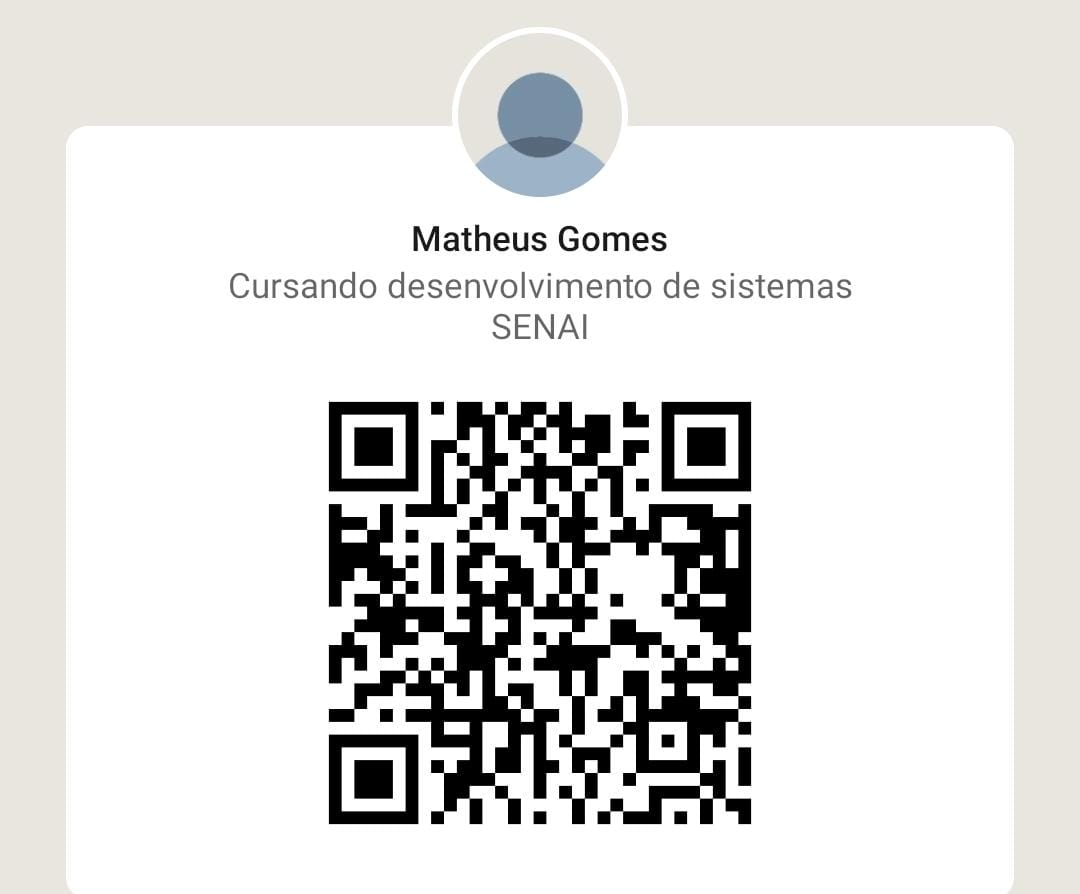 Matheus Gomes
Cursando desenvolvimento de sistemas
SENAI